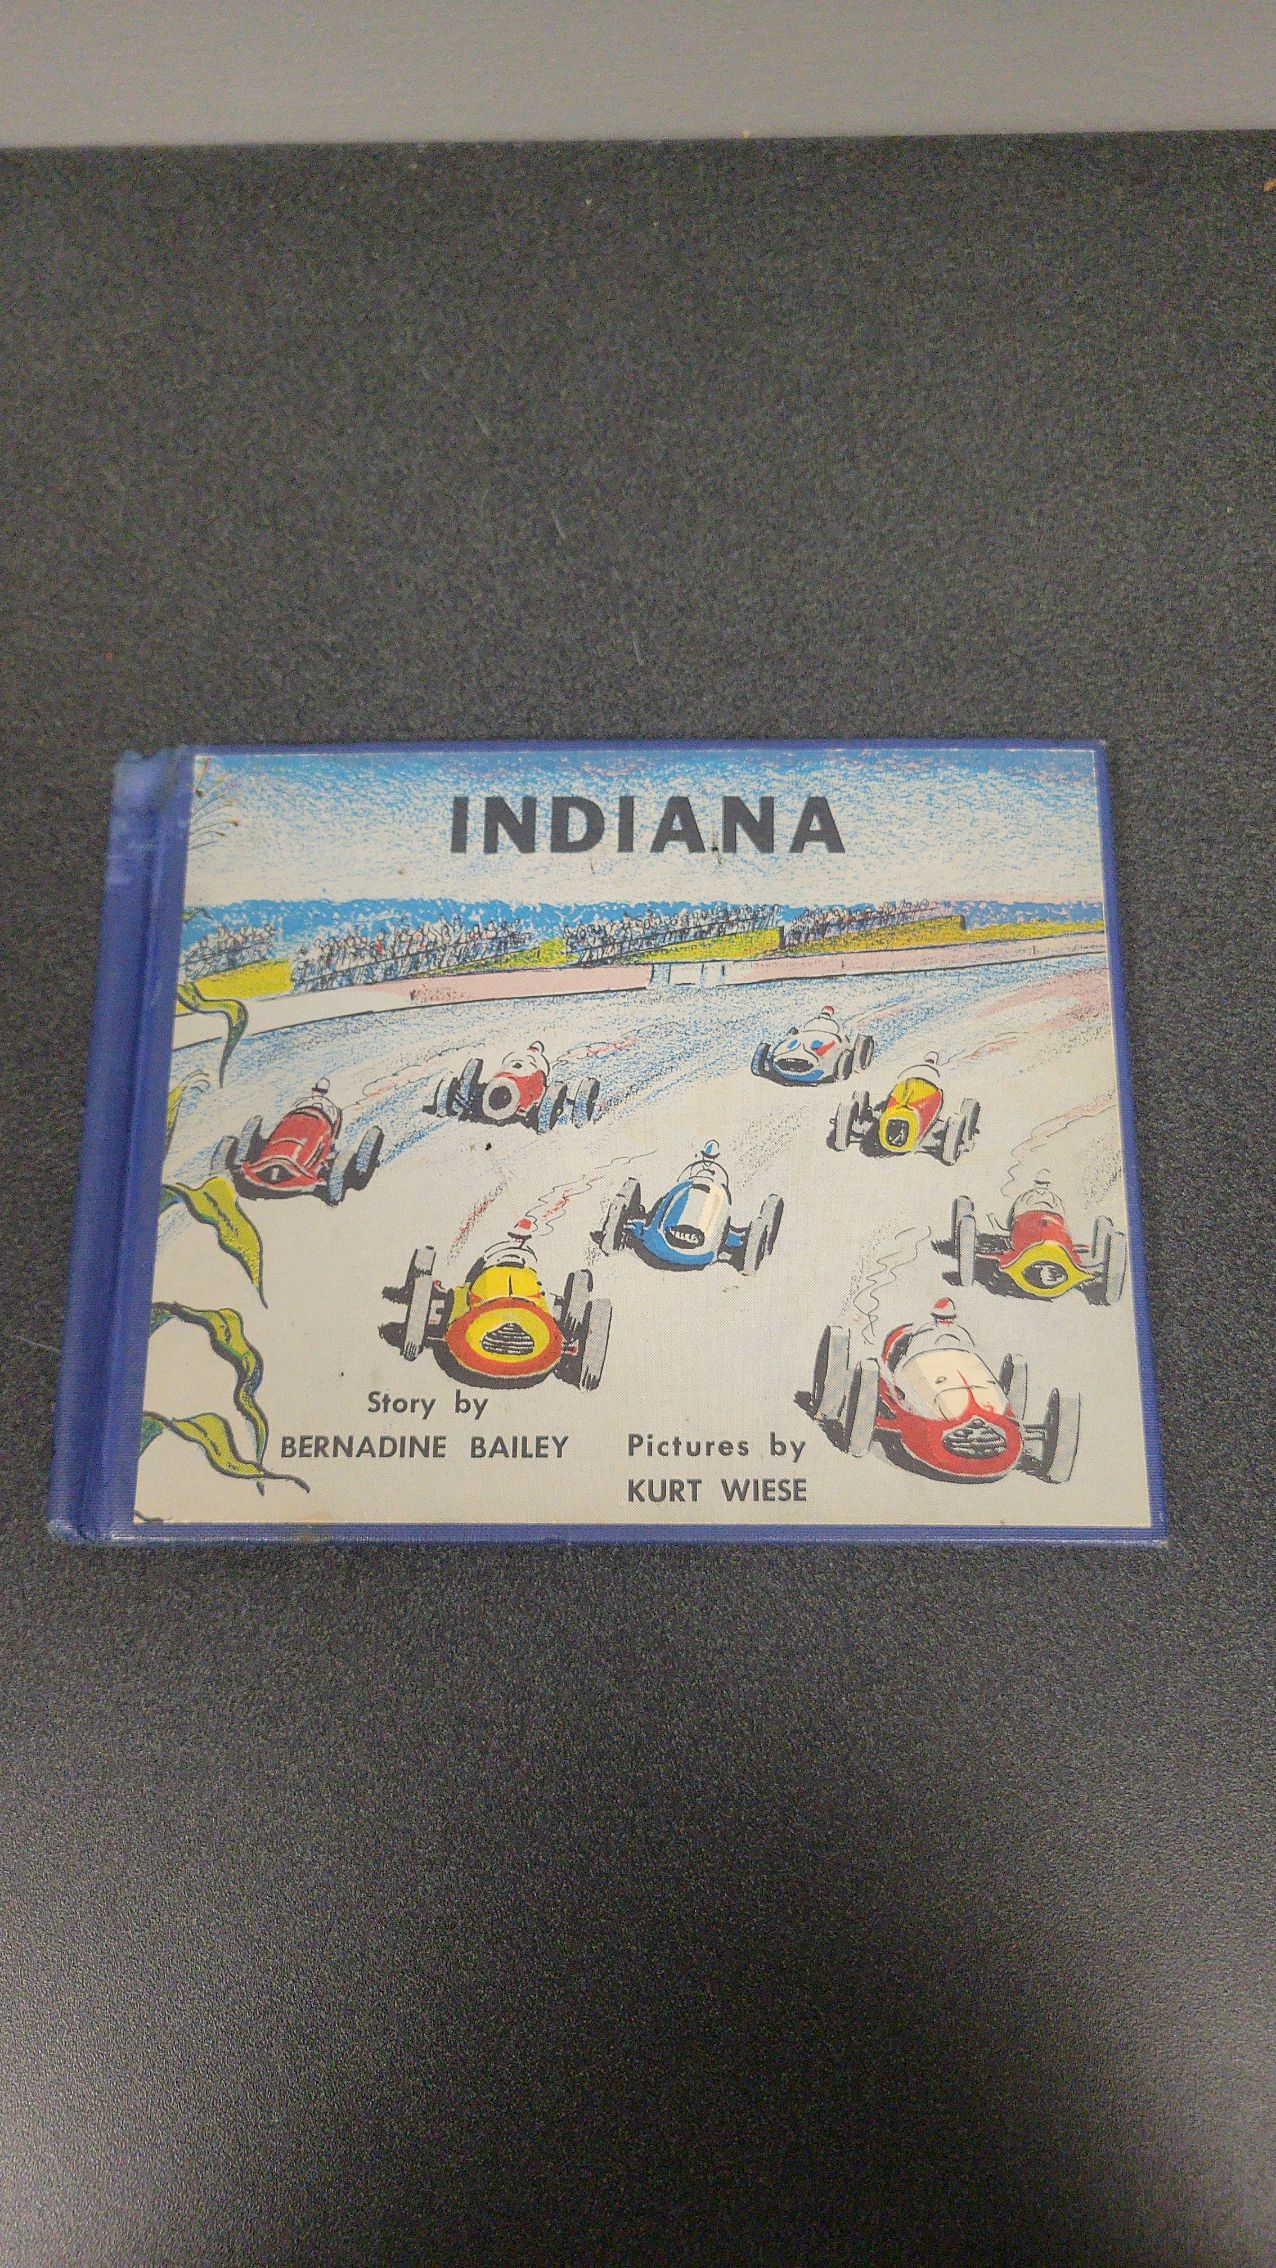 INDIANA
Story by
BERNADINE BAILEY
Pictures by
KURT WIESE